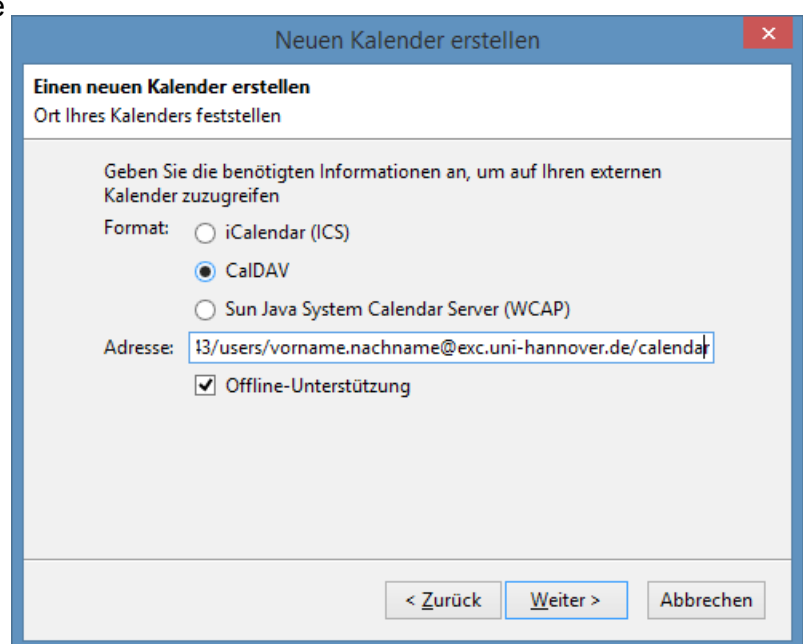 e
Neuen Kalender erstellen
Einen neuen Kalender erstellen
Ort Ihres Kalenders feststellen
Geben Sie die benötigten Informationen an, um auf Ihren externen
Kalender zuzugreifen
Format:
iCalendar (ICS)
CalDAV
Sun Java System Calendar Server (WCAP)
Adresse: 43/users/vorname.nachname@exc.uni-hannover.de/calendar
Offline-Unterstützung
< Zurück Weiter > Abbrechen